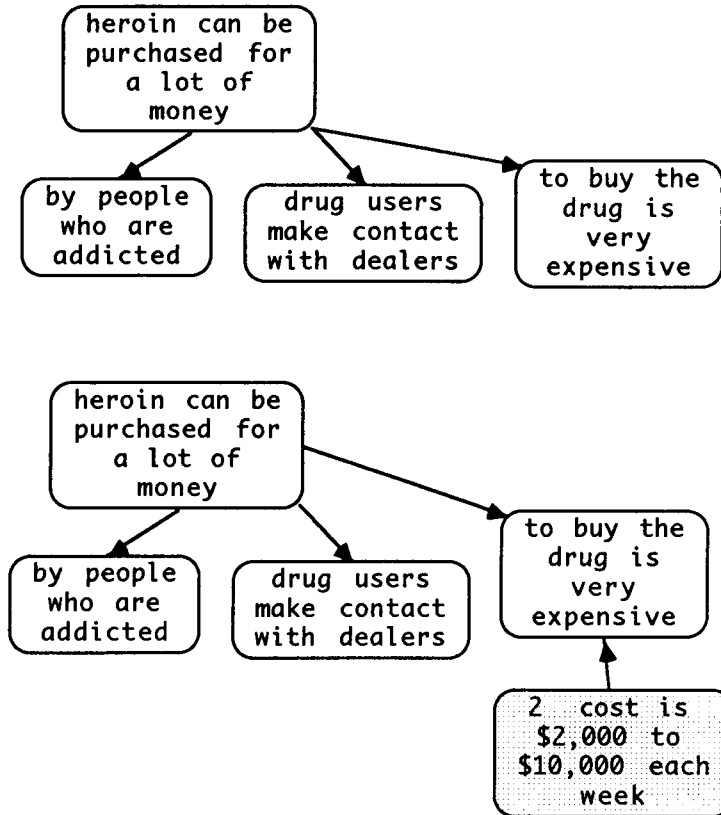 heroin can be
purchased for
a lot of
money
by people
who are
addicted
drug users
make contact
with dealers
to buy the
drug is
very
expensive
heroin can be
purchased for
a lot of
money
by people
who are
addicted
drug users
make contact
with dealers
to buy the
drug is
very
expensive
2 cost is
$2,000 to
$10,000 each
week